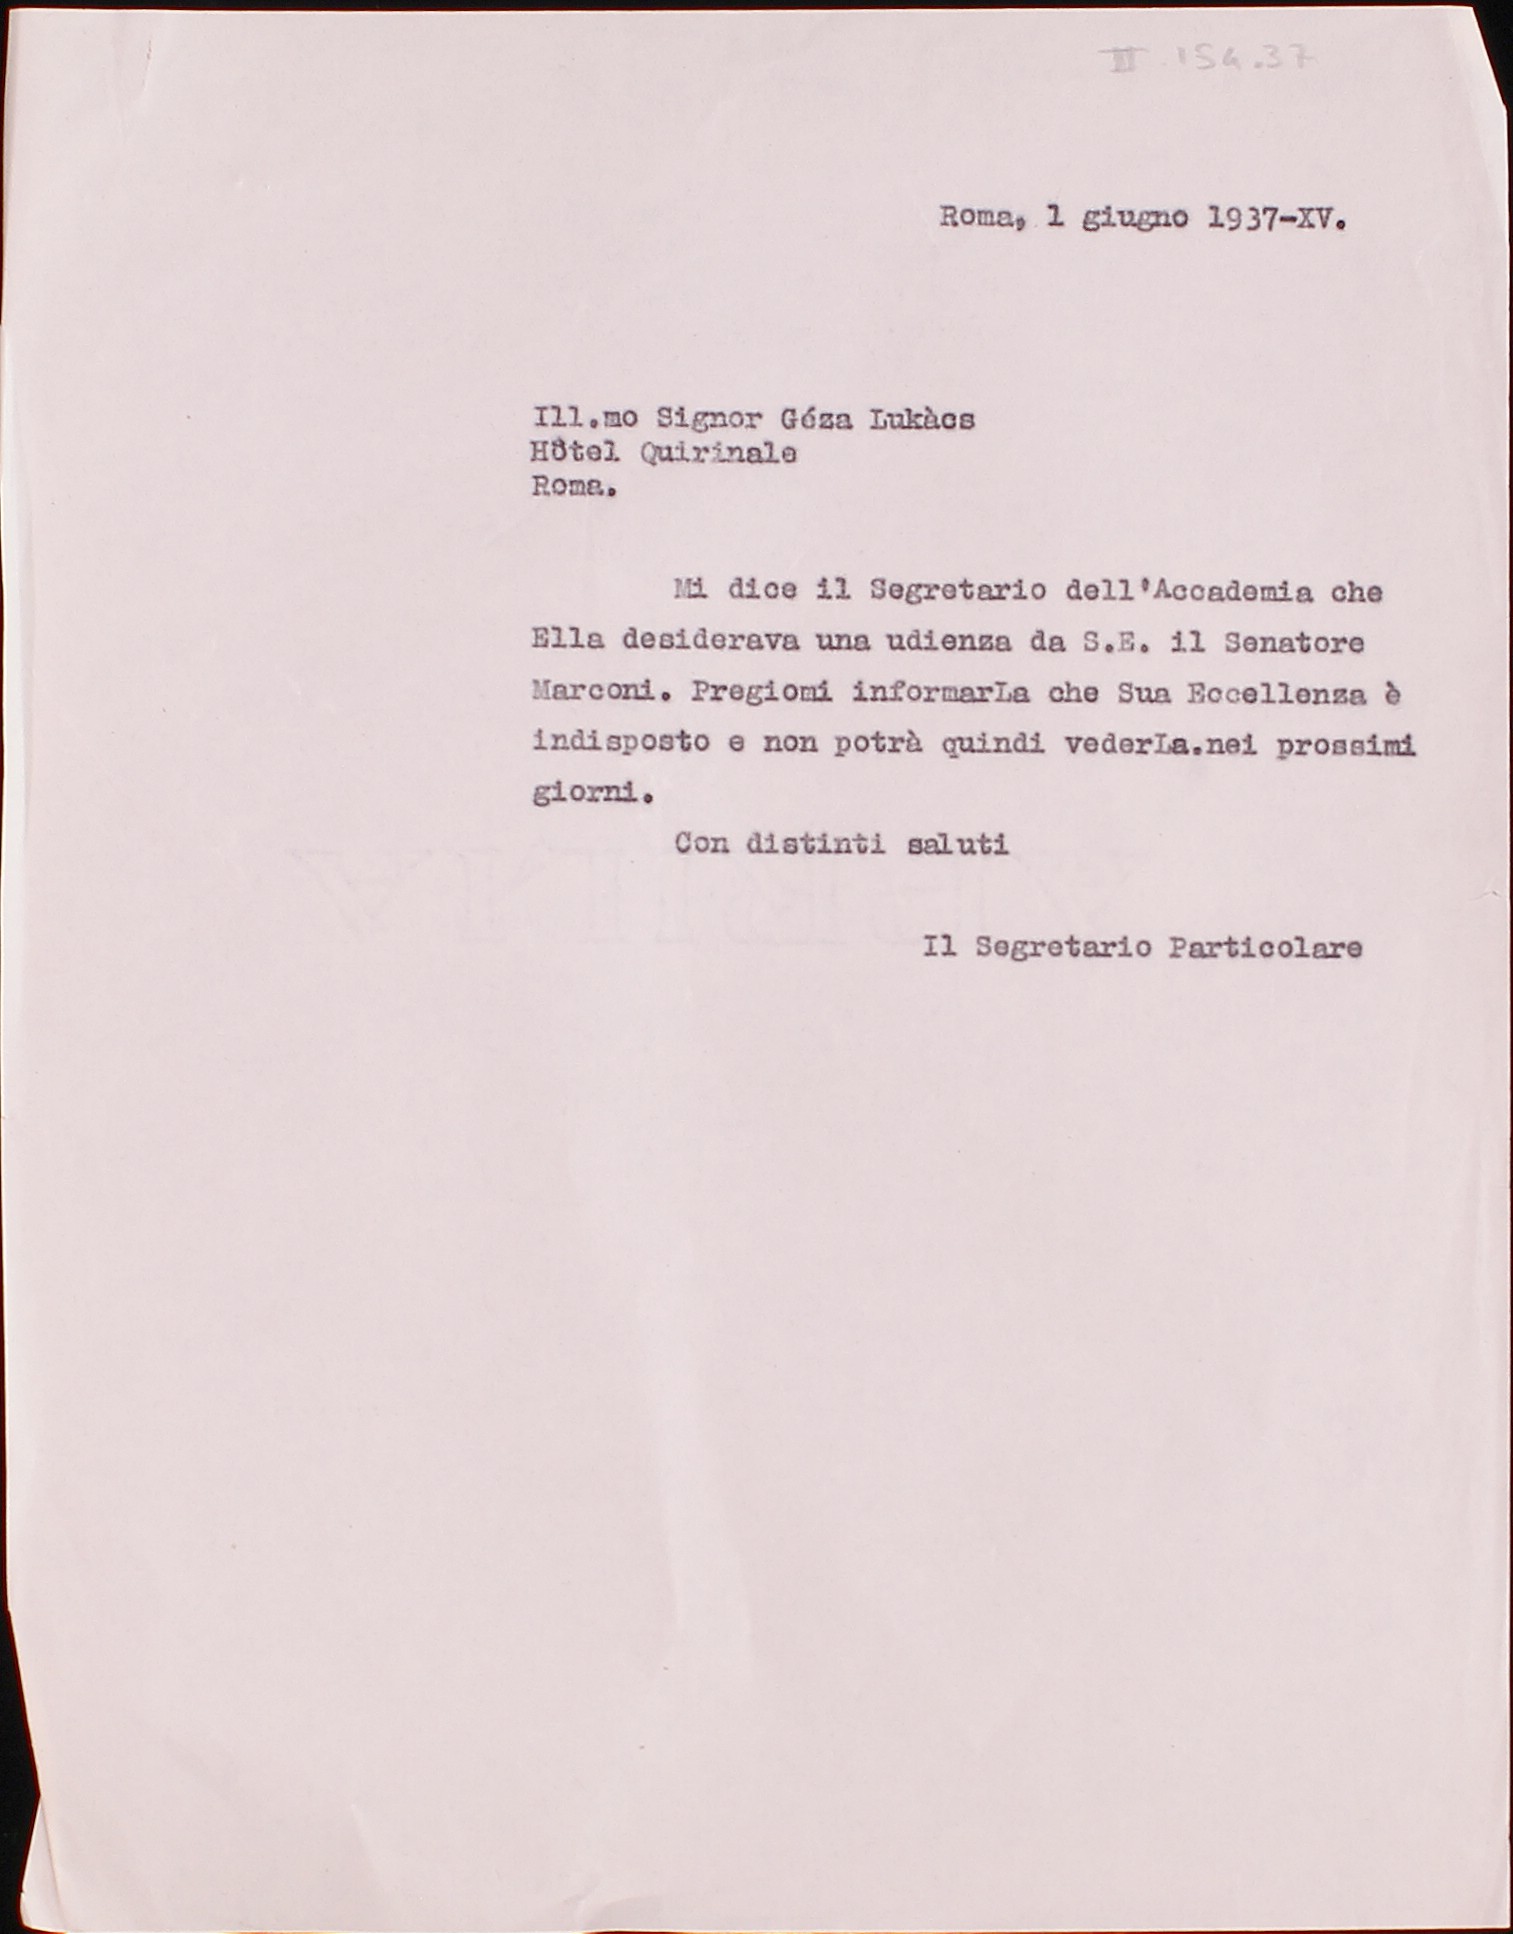 II.154.37
Roma, 1 giugno 1937-XV.
Ill.mo Signor Géza Lukàcs
Hôtel Quirinale
Roma.
Mi dice il Segretario dell'Accademia che
Ella desiderava una udienza da S.E. il Senatore
Marconi. Pregiomi informarLa che Sua Eccellenza è
indisposto e non potrà quindi vederLa.nei prossimi
giorni.
Con distinti saluti
Il Segretario Particolare